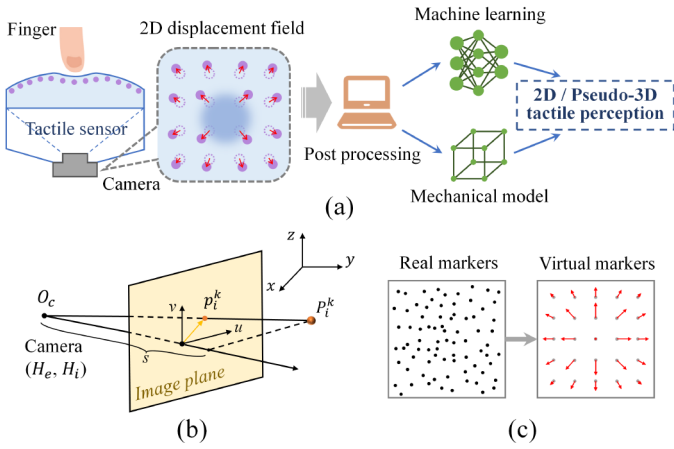 Finger
2D displacement field
Machine learning
Tactile sensor
2D / Pseudo-3D
tactile perception
Post processing
Camera
Mechanical model
(a)
z
y
x
Real markers
Virtual markers
O_c
v
p_i^k
P_i^k
u
s
Camera
(H_e, H_i)
Image plane
(b)
(c)